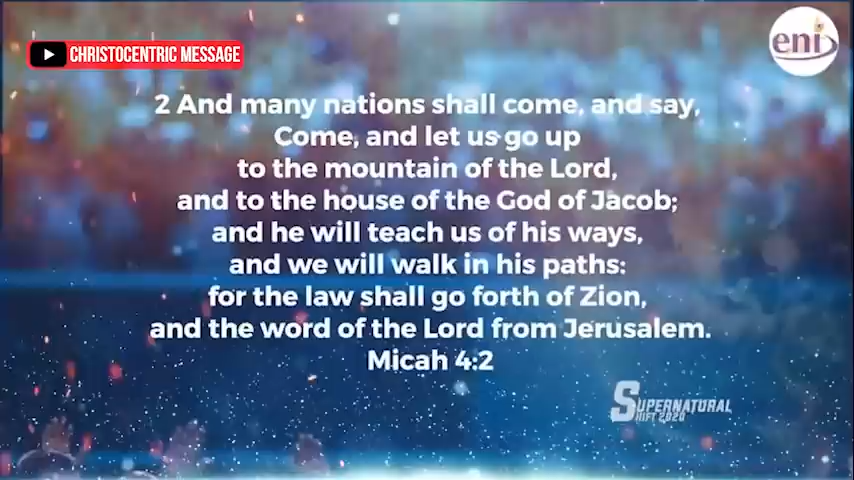 CHRISTOCENTRIC MESSAGE
eni
2 And many nations shall come, and say,
Come, and let us go up
to the mountain of the Lord,
and to the house of the God of Jacob;
and he will teach us of his ways,
and we will walk in his paths:
for the law shall go forth of Zion,
and the word of the Lord from Jerusalem.
Micah 4:2
SUPERNATURAL
SHIFT 2020